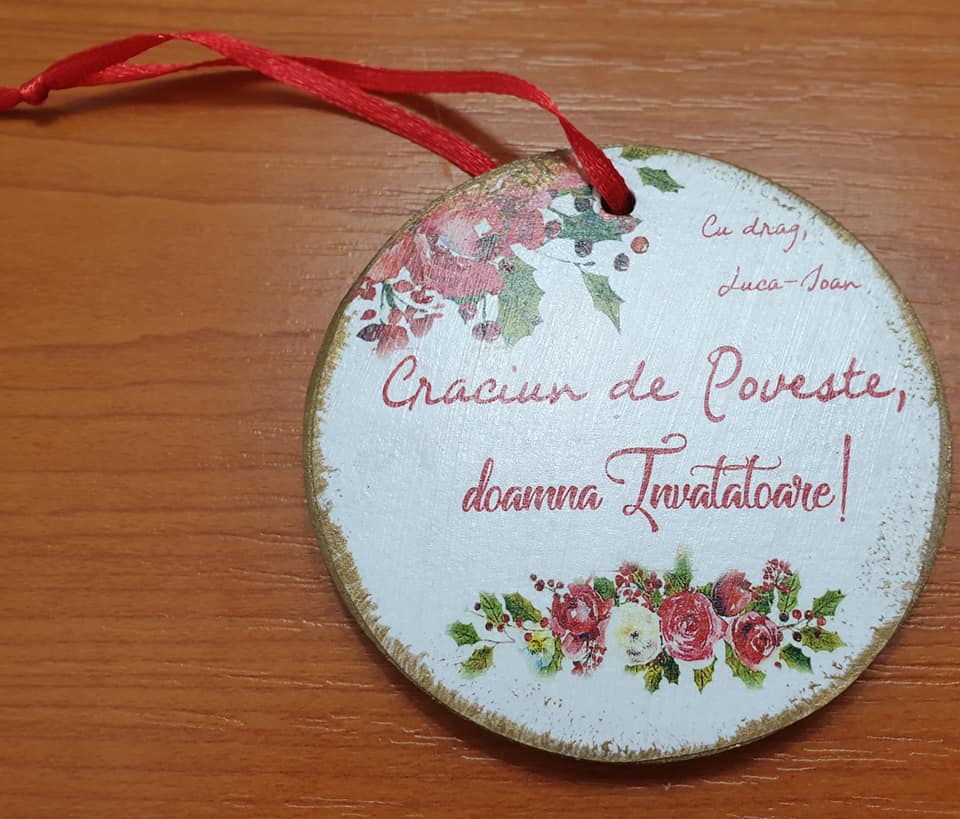 Cu drag,
Luca-Ioan
Craciun de Poveste,
doamna Invatatoare!